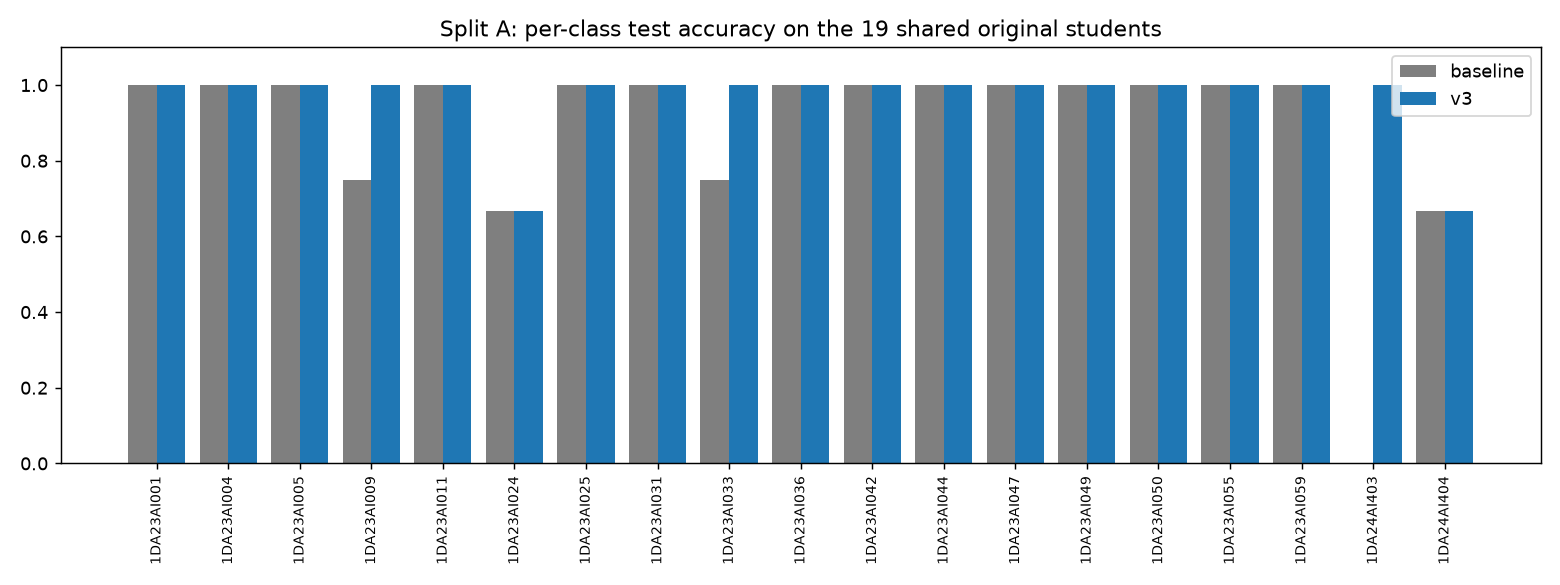 Split A: per-class test accuracy on the 19 shared original students
baseline
v3
1.0
0.8
0.6
0.4
0.2
0.0
1DA23AI001
1DA23AI004
1DA23AI005
1DA23AI009
1DA23AI011
1DA23AI024
1DA23AI025
1DA23AI031
1DA23AI033
1DA23AI036
1DA23AI042
1DA23AI044
1DA23AI047
1DA23AI049
1DA23AI050
1DA23AI055
1DA23AI059
1DA24AI403
1DA24AI404